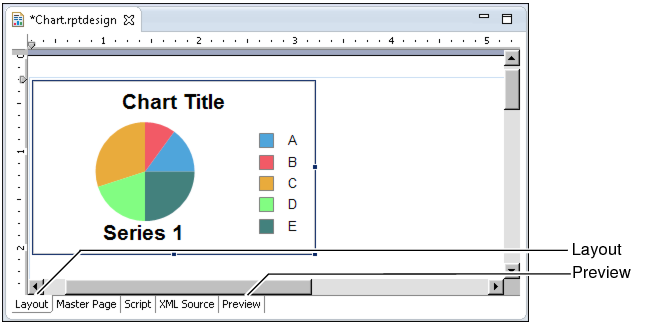 *Chart.rptdesign
1 2 3 4 5
0
1
2
Chart Title
A
B
C
D
E
Series 1
Layout
Preview
Layout Master Page Script XML Source Preview